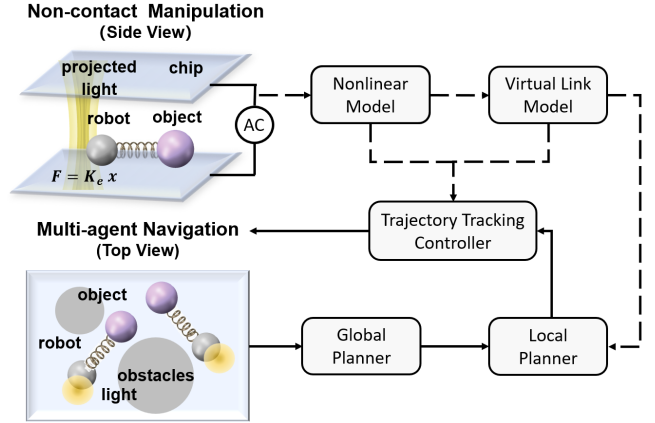 Non-contact Manipulation
(Side View)
projected
light
chip
robot
object
F = Kₑ x
AC
Nonlinear
Model
Virtual Link
Model
Trajectory Tracking
Controller
Multi-agent Navigation
(Top View)
object
robot
obstacles
light
Global
Planner
Local
Planner